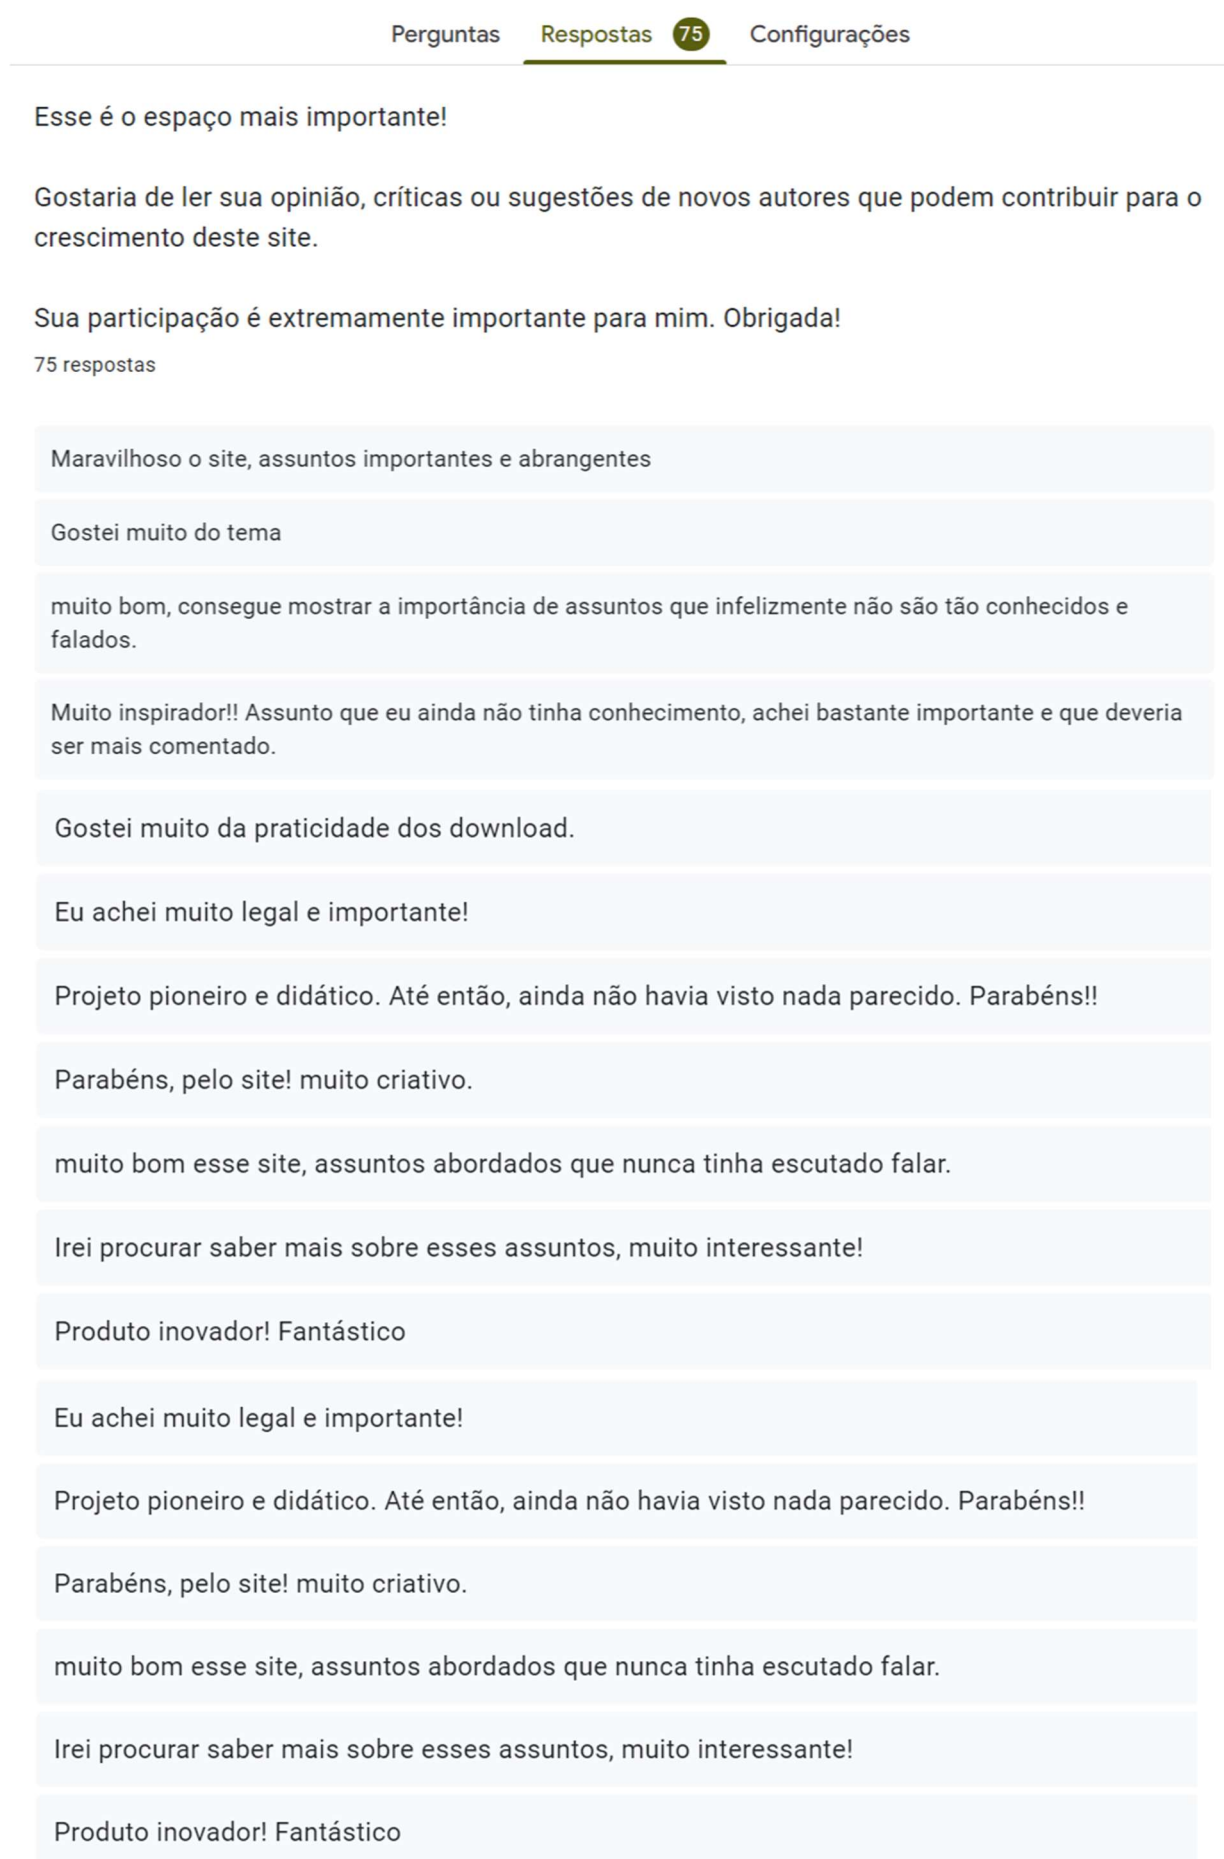 Perguntas Respostas 75 Configurações
Esse é o espaço mais importante!
Gostaria de ler sua opinião, críticas ou sugestões de novos autores que podem contribuir para o
crescimento deste site.
Sua participação é extremamente importante para mim. Obrigada!
75 respostas
Maravilhoso o site, assuntos importantes e abrangentes
Gostei muito do tema
muito bom, consegue mostrar a importância de assuntos que infelizmente não são tão conhecidos e
falados.
Muito inspirador!! Assunto que eu ainda não tinha conhecimento, achei bastante importante e que deveria
ser mais comentado.
Gostei muito da praticidade dos download.
Eu achei muito legal e importante!
Projeto pioneiro e didático. Até então, ainda não havia visto nada parecido. Parabéns!!
Parabéns, pelo site! muito criativo.
muito bom esse site, assuntos abordados que nunca tinha escutado falar.
Irei procurar saber mais sobre esses assuntos, muito interessante!
Produto inovador! Fantástico
Eu achei muito legal e importante!
Projeto pioneiro e didático. Até então, ainda não havia visto nada parecido. Parabéns!!
Parabéns, pelo site! muito criativo.
muito bom esse site, assuntos abordados que nunca tinha escutado falar.
Irei procurar saber mais sobre esses assuntos, muito interessante!
Produto inovador! Fantástico